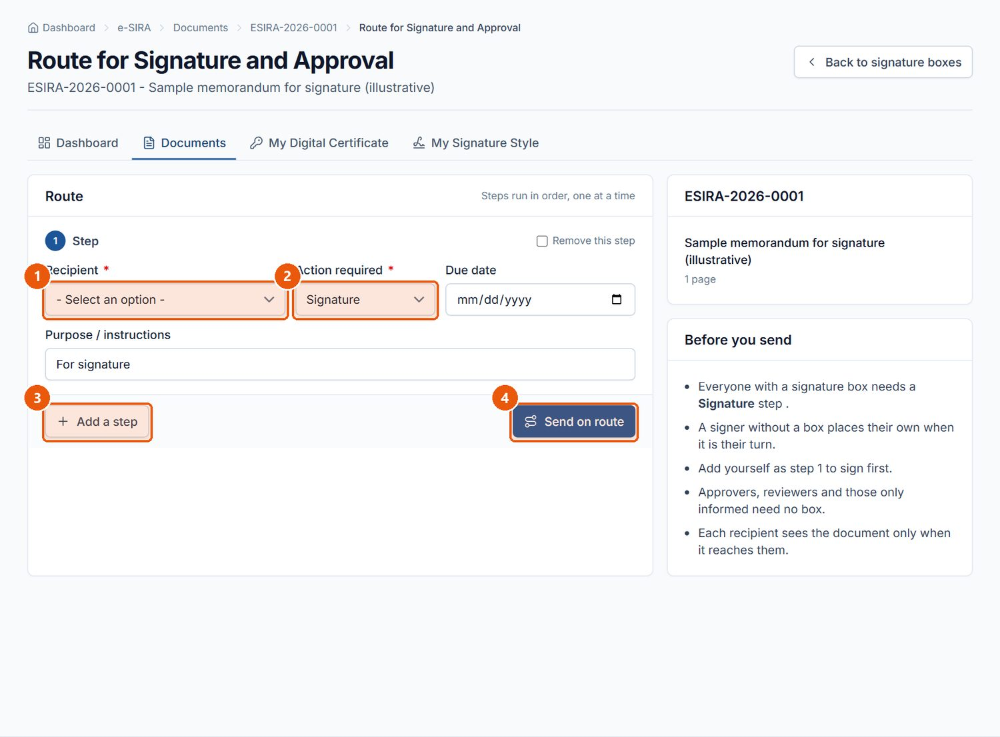 Dashboard > e-SIRA > Documents > ESIRA-2026-0001 > Route for Signature and Approval
Route for Signature and Approval
Back to signature boxes
ESIRA-2026-0001 - Sample memorandum for signature (illustrative)
Dashboard
Documents
My Digital Certificate
My Signature Style
Route
Steps run in order, one at a time
1 Step
Remove this step
1
Recipient *
2
Action required *
Due date
- Select an option -
Signature
mm/dd/yyyy
Purpose / instructions
For signature
3
Add a step
4
Send on route
ESIRA-2026-0001
Sample memorandum for signature
(illustrative)
1 page
Before you send
• Everyone with a signature box needs a
Signature step .
• A signer without a box places their own when
it is their turn.
• Add yourself as step 1 to sign first.
• Approvers, reviewers and those only
informed need no box.
• Each recipient sees the document only when
it reaches them.